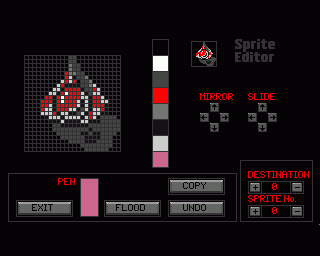 Sprite
Editor
MIRROR SLIDE
PEN
COPY
EXIT FLOOD UNDO
DESTINATION
+ 0 -
SPRITE No.
+ 0 -